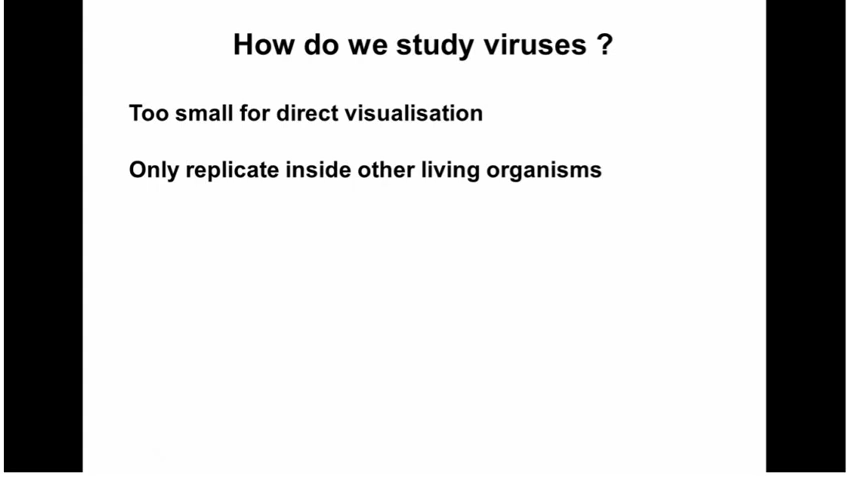 How do we study viruses ?
Too small for direct visualisation
Only replicate inside other living organisms